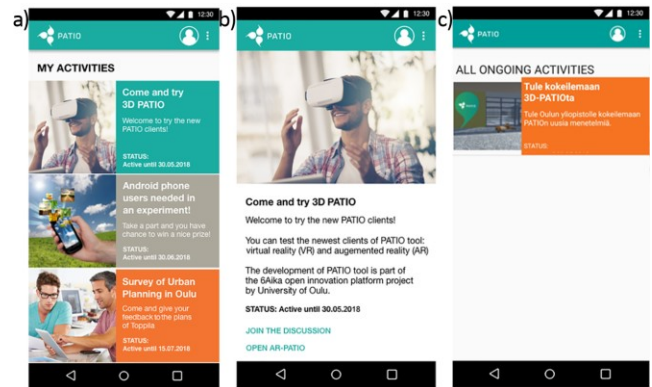 a)
12:30
PATIO
MY ACTIVITIES
Come and try
3D PATIO
Welcome to try the new
PATIO clients!
STATUS:
Active until 30.05.2018
Android phone
users needed in
an experiment!
Take a part and you have
chance to win a nice prize!
STATUS:
Active until 30.06.2018
Survey of Urban
Planning in Oulu
Come and give your
feedback to the plans
of Toppila
STATUS:
Active until 15.07.2018
b)
12:30
PATIO
Come and try 3D PATIO
Welcome to try the new PATIO clients!
You can test the newest clients of PATIO tool:
virtual reality (VR) and augmented reality (AR)
The development of PATIO tool is part of
the 6Aika open innovation platform project
by University of Oulu.
STATUS: Active until 30.05.2018
JOIN THE DISCUSSION
OPEN AR-PATIO
c)
12:30
PATIO
ALL ONGOING ACTIVITIES
Tule kokeilemaan
3D-PATIOta
Tule Oulun yliopistolle kokeilemaan
PATIOn uusia menetelmiä.
STATUS: